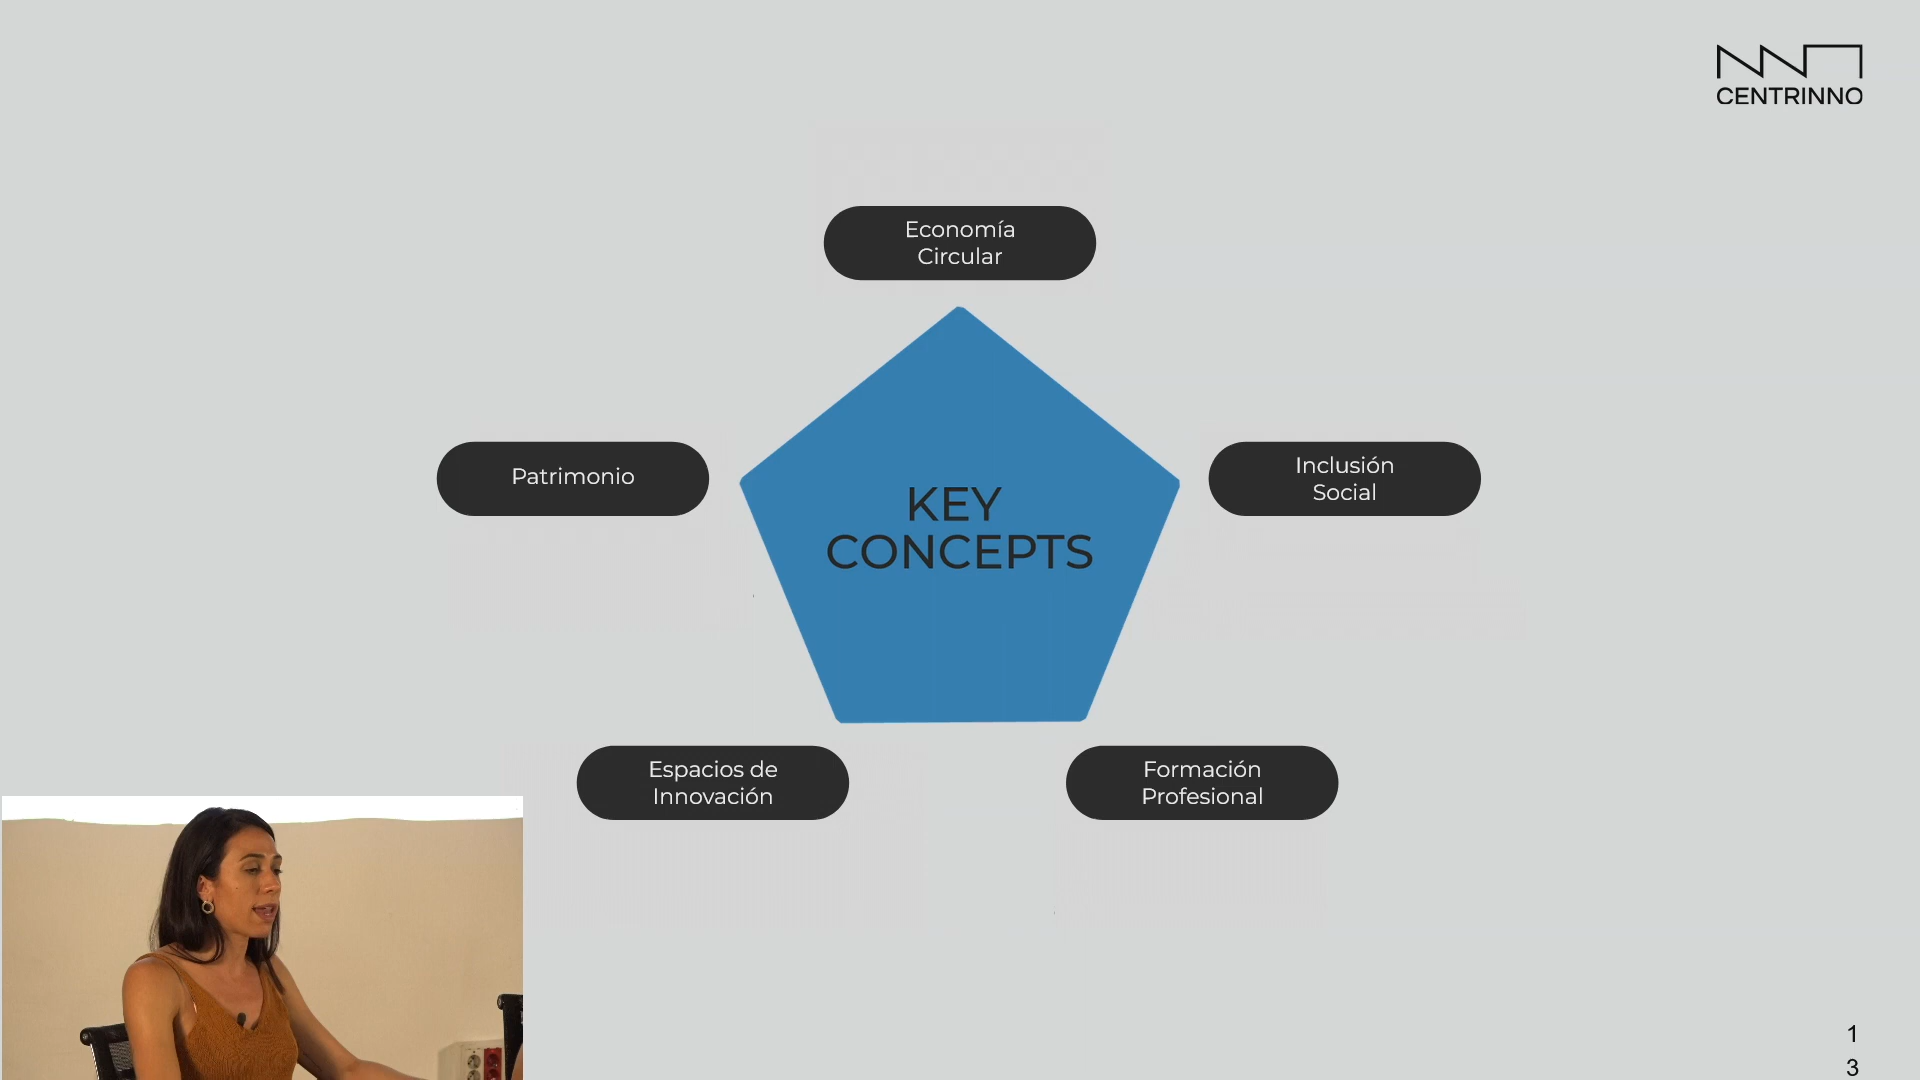 CENTRINNO
Economía
Circular
Patrimonio
Inclusión
Social
KEY
CONCEPTS
Espacios de
Innovación
Formación
Profesional
1
3